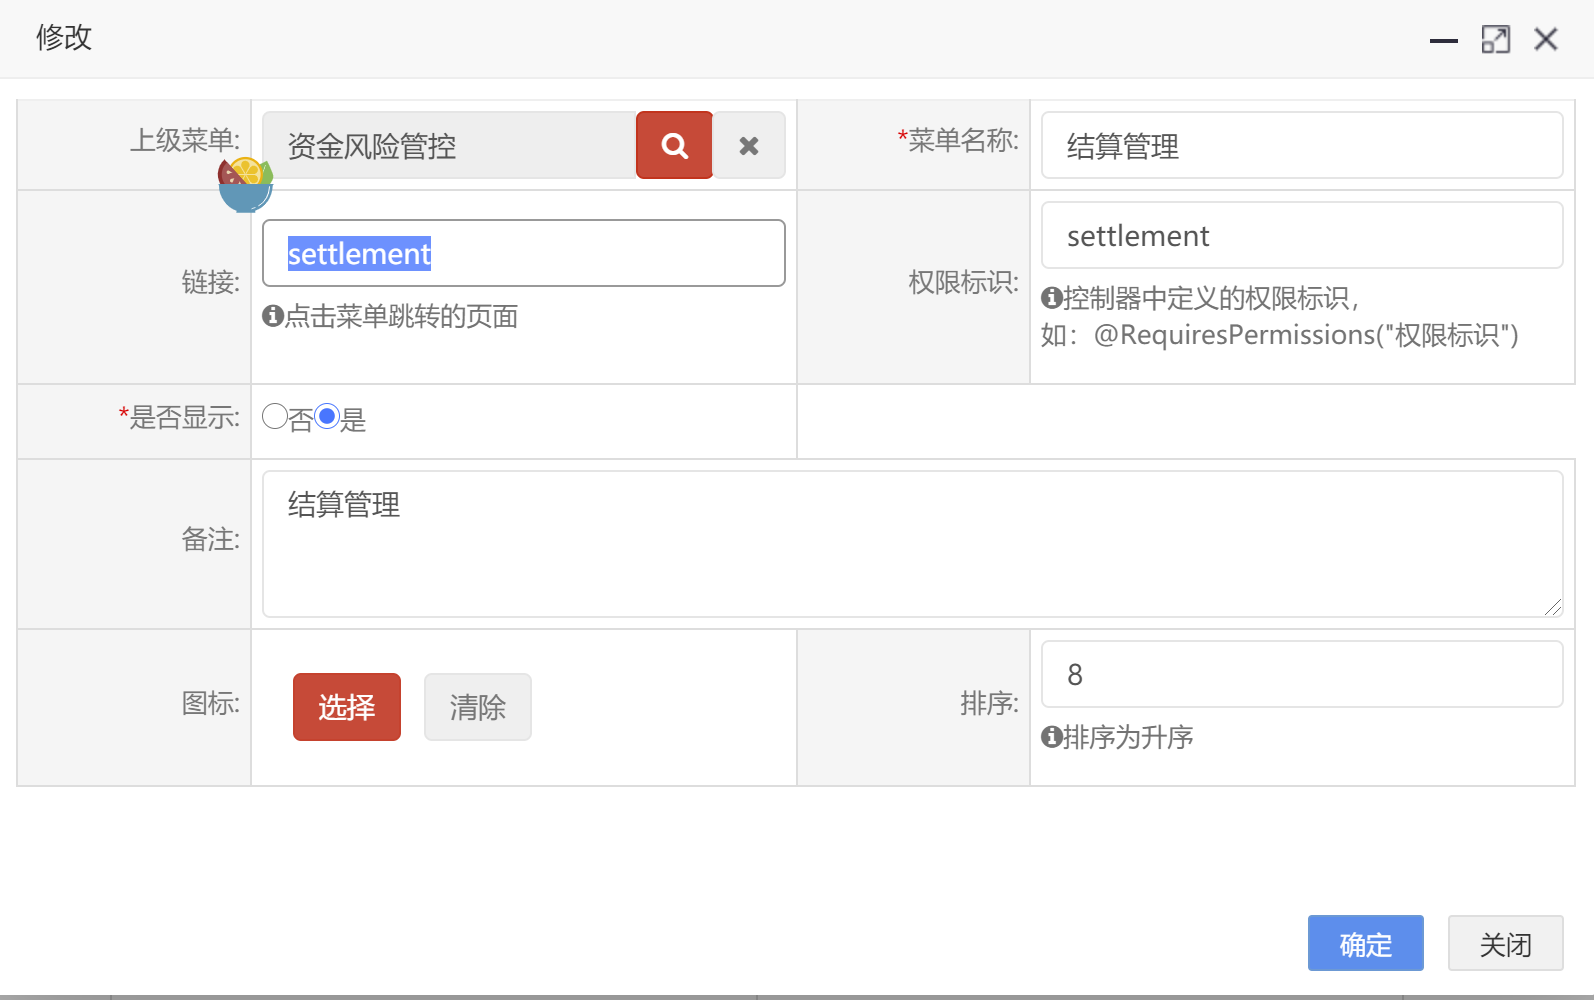 修改
上级菜单:
资金风险管控
*菜单名称:
结算管理
链接:
settlement
点击菜单跳转的页面
权限标识:
settlement
控制器中定义的权限标识，
如：@RequiresPermissions("权限标识")
*是否显示:
否 是
备注:
结算管理
图标:
选择
清除
排序:
8
排序为升序
确定
关闭